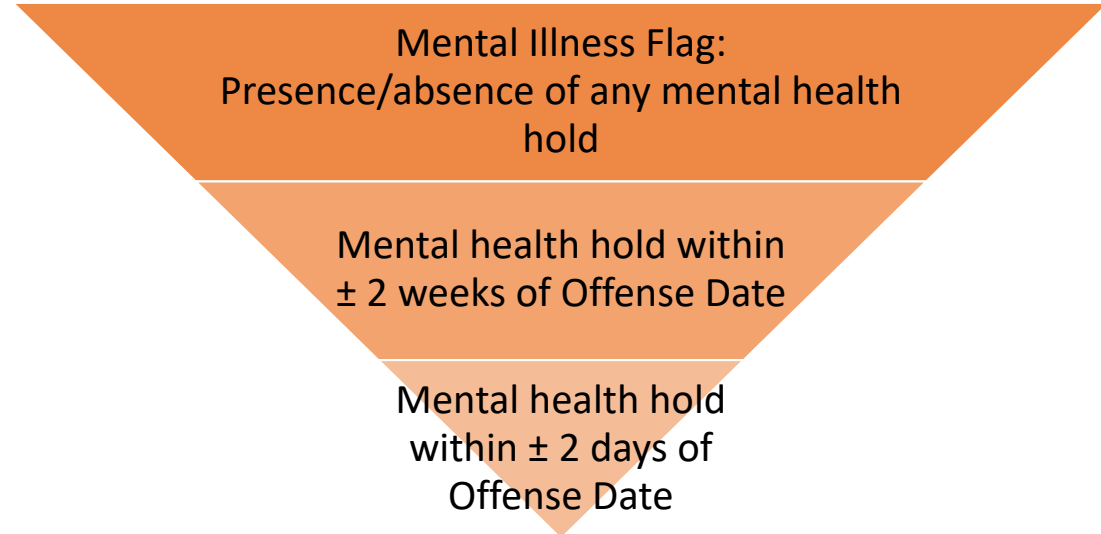 Mental Illness Flag:
Presence/absence of any mental health
hold
Mental health hold within
± 2 weeks of Offense Date
Mental health hold
within ± 2 days of
Offense Date